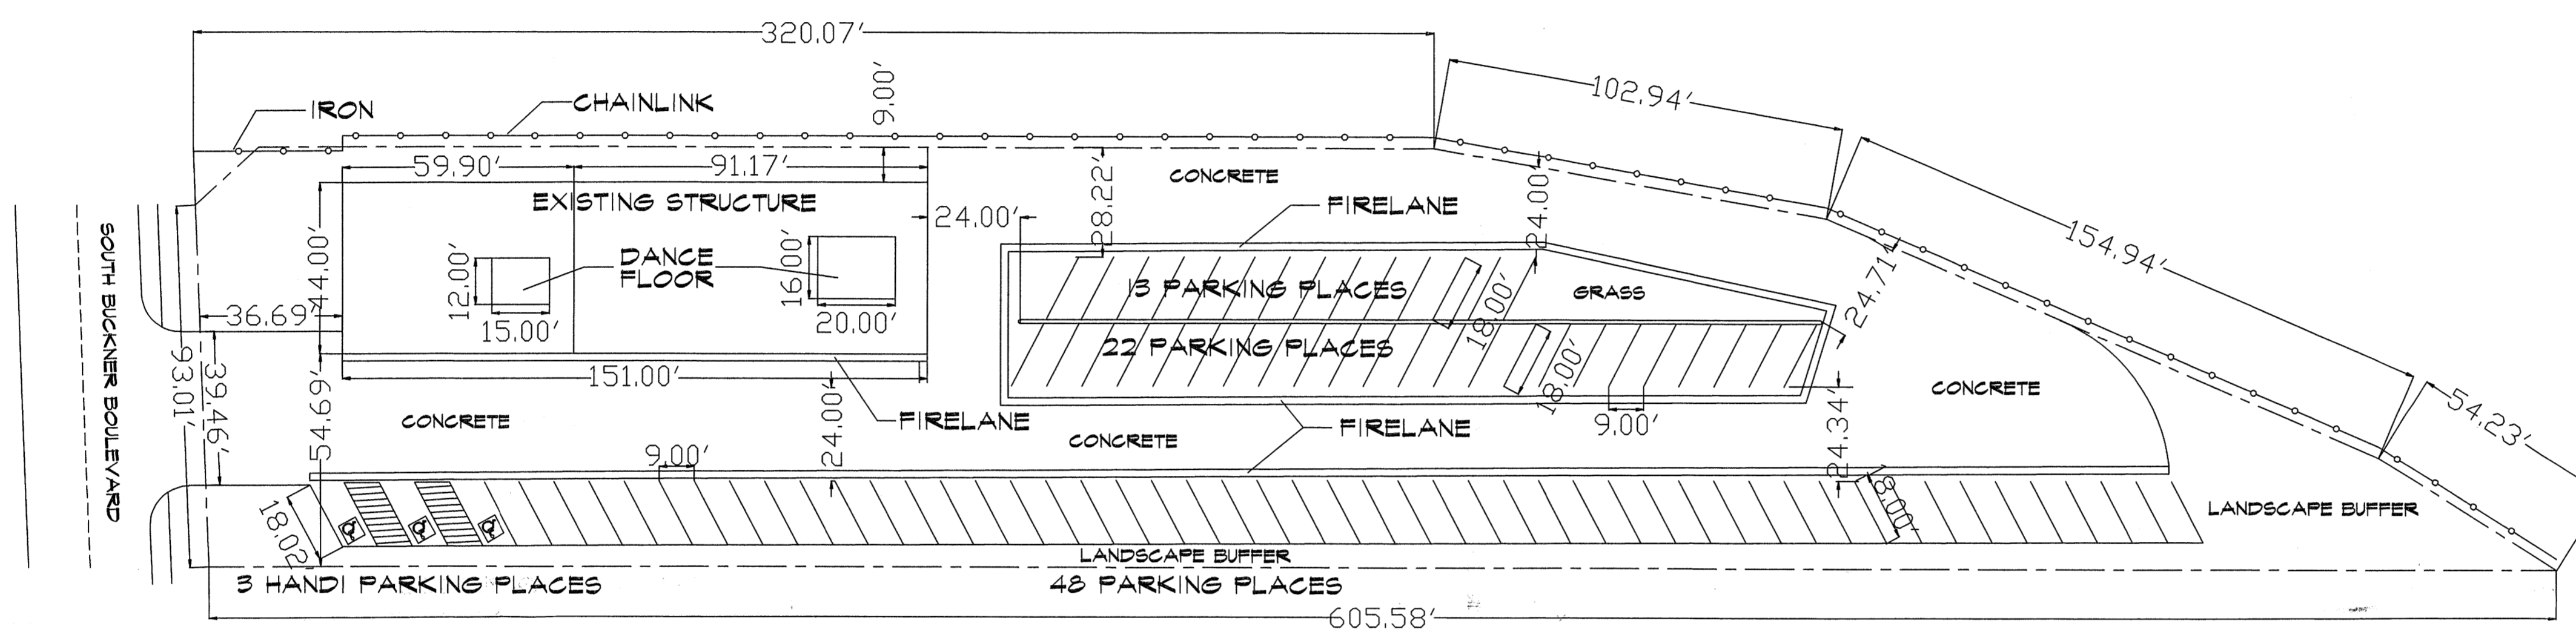 320.07'
102.94'
IRON
CHAINLINK
9.00'
59.90'
91.17'
CONCRETE
EXISTING STRUCTURE
FIRELANE
24.00'
28.22'
24.00'
154.94'
SOUTH BUCKNER BOULEVARD
44.00'
DANCE
FLOOR
12.00'
15.00'
16.00'
20.00'
13 PARKING PLACES
18.00'
GRASS
24.71'
36.69'
22 PARKING PLACES
18.00'
151.00'
93.01'
39.46'
54.69'
24.00'
CONCRETE
FIRELANE
CONCRETE
FIRELANE
9.00'
24.34'
CONCRETE
54.23'
9.00'
18.02'
LANDSCAPE BUFFER
LANDSCAPE BUFFER
3 HANDI PARKING PLACES
48 PARKING PLACES
605.58'